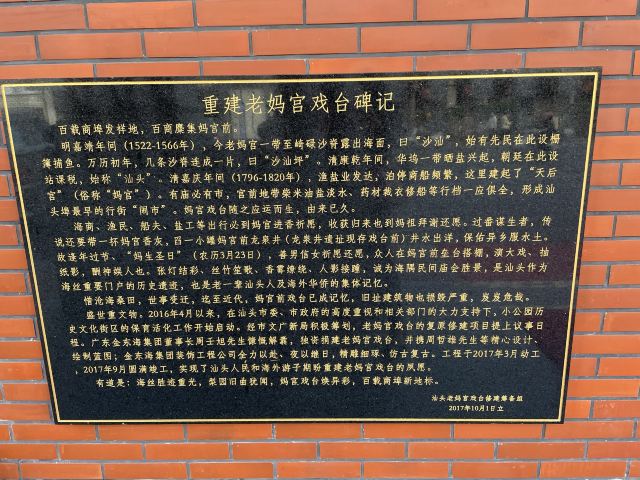 重建老妈宫戏台碑记
百载商埠发祥地，百商麇集妈宫前。
明嘉靖年间（1522-1566年），今老妈宫一带至崎碌沙脊露出海面，曰“沙汕”，始有先民在此设栅
箔捕鱼。万历初年，几条沙脊连成一片，曰“沙汕坪”。清康乾年间，华坞一带晒盐兴起，朝廷在此设
站课税，始称“汕头”。清嘉庆年间（1796-1820年），渔盐业发达，泊停商船频繁，这里建起了“天后
宫”（俗称“妈宫”）。有庙必有市，宫前地带柴米油盐淡水、药材裁衣修船等行档一应俱全，形成汕
头埠最早的行街“闹市”。妈宫戏台随之应运而生，由来已久。
海商、渔民、船夫、盐工等出行必到妈宫进香祈愿，收获归来也到妈祖拜谢还愿。过番谋生者，传
说还要带一抔妈宫香灰，舀一小罐妈宫前龙泉井（龙泉井遗址现存戏台前）井水出洋，保佑异乡服水土。
故逢年过节、“妈生圣日”（农历3月23日），善男信女祈愿还愿，众人在妈宫前垒台搭棚，演大戏、抽
纸影，酬神娱人也。张灯结彩、丝竹笙歌、香雾缭绕、人影接踵，诚为海隅民间庙会胜景，是汕头作为
海丝重要门户的历史遗迹，也是老一辈汕头人及海外华侨的集体记忆。
惜沧海桑田，世事变迁，迄至近代，妈宫前戏台已成记忆，旧址建筑物也损毁严重，岌岌危哉。
盛世重文物。2016年4月以来，在汕头市委、市政府的高度重视和相关部门的大力支持下，小公园历
史文化街区的保育活化工作开始启动。经市文广新局积极筹划，老妈宫戏台的复原修建项目提上议事日
程。广东金东海集团董事长周壬旭先生慷慨解囊，独资捐建老妈宫戏台，并携周哲雄先生等精心设计、
绘制蓝图；金东海集团装饰工程公司全力以赴、夜以继日，精雕细琢、仿古复古。工程于2017年3月动工
，2017年9月圆满竣工，实现了汕头人民和海外游子期盼重建老妈宫戏台的夙愿。
有道是：海丝胜迹重光，梨园旧曲犹闻，妈宫戏台焕异彩，百载商埠新地标。
汕头老妈宫戏台修建筹备组
2017年10月1日立